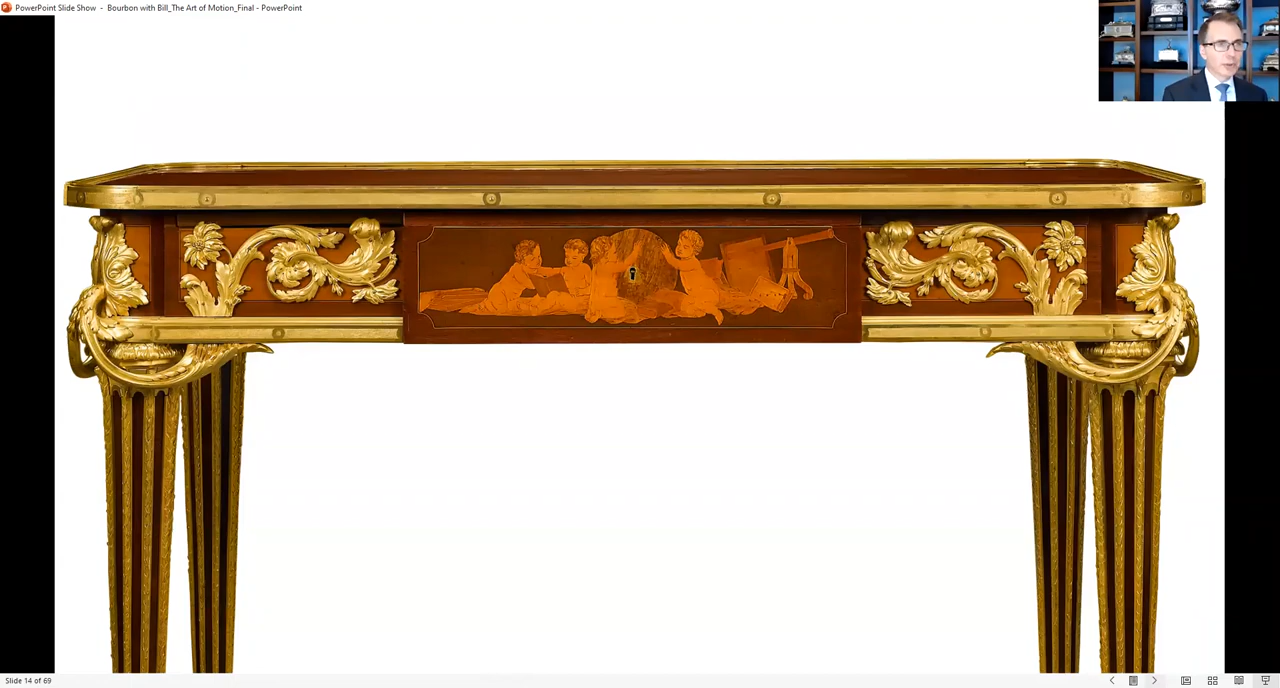 PowerPoint Slide Show - Bourbon with Bill_The Art of Motion_Final - PowerPoint
Slide 14 of 69